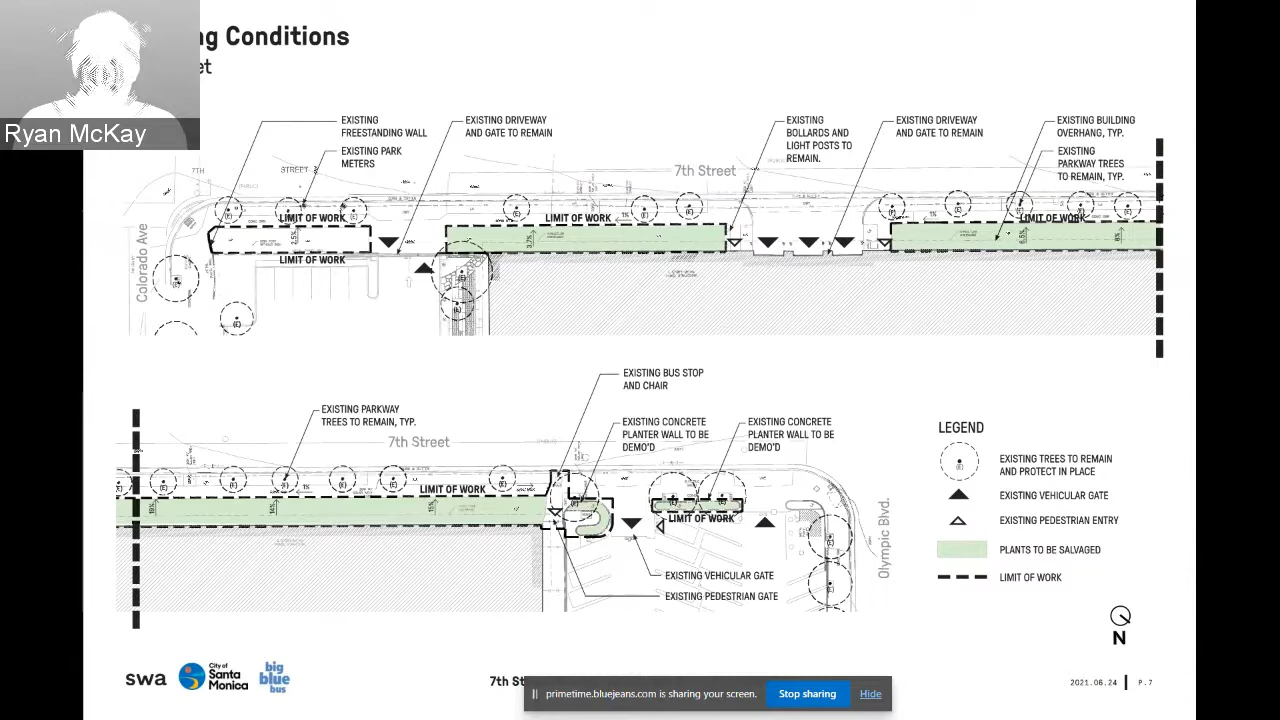 ng Conditions
et
Ryan McKay
EXISTING
FREESTANDING WALL
EXISTING PARK
METERS
EXISTING DRIVEWAY
AND GATE TO REMAIN
EXISTING
BOLLARDS AND
LIGHT POSTS TO
REMAIN.
EXISTING DRIVEWAY
AND GATE TO REMAIN
EXISTING BUILDING
OVERHANG, TYP.
EXISTING
PARKWAY TREES
TO REMAIN, TYP.
7TH
STREET
7th Street
LIMIT OF WORK
LIMIT OF WORK
1%
1%
LIMIT OF WORK
Colorado Ave
LIMIT OF WORK
EXISTING BUS STOP
AND CHAIR
EXISTING PARKWAY
TREES TO REMAIN, TYP.
EXISTING CONCRETE
PLANTER WALL TO BE
DEMO'D
EXISTING CONCRETE
PLANTER WALL TO BE
DEMO'D
7th Street
1%
LIMIT OF WORK
LIMIT OF WORK
Olympic Blvd.
EXISTING VEHICULAR GATE
EXISTING PEDESTRIAN GATE
LEGEND
EXISTING TREES TO REMAIN
AND PROTECT IN PLACE
EXISTING VEHICULAR GATE
EXISTING PEDESTRIAN ENTRY
PLANTS TO BE SALVAGED
LIMIT OF WORK
N
swa
City of
Santa
Monica
big
blue
bus
7th St
2021.06.24
P.7
primetime.bluejeans.com is sharing your screen.
Stop sharing
Hide